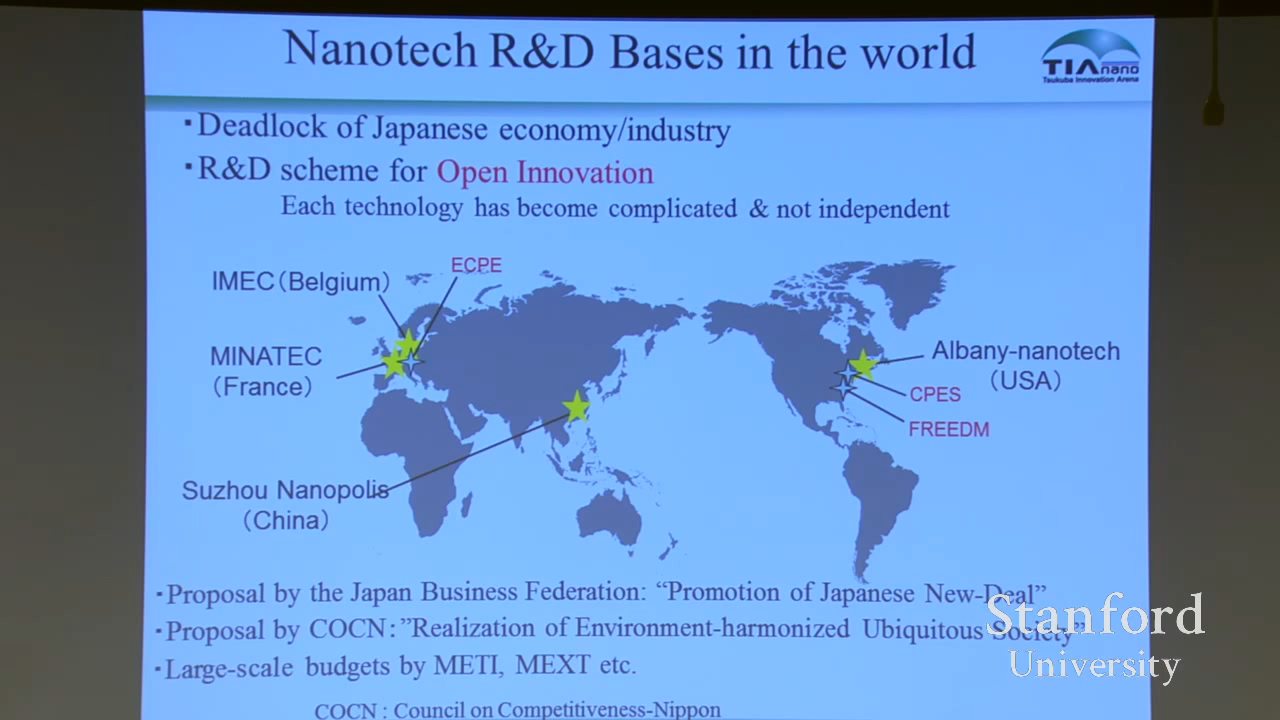 Nanotech R&D Bases in the world
TIAnano
Tsukuba Innovation Arena
・Deadlock of Japanese economy/industry
・R&D scheme for Open Innovation
Each technology has become complicated & not independent
ECPE
IMEC（Belgium）
MINATEC
（France）
Albany-nanotech
（USA）
CPES
FREEDM
Suzhou Nanopolis
（China）
・Proposal by the Japan Business Federation: “Promotion of Japanese New-Deal”
・Proposal by COCN：”Realization of Environment-harmonized Ubiquitous Society”
・Large-scale budgets by METI, MEXT etc.
COCN : Council on Competitiveness-Nippon
Stanford
University